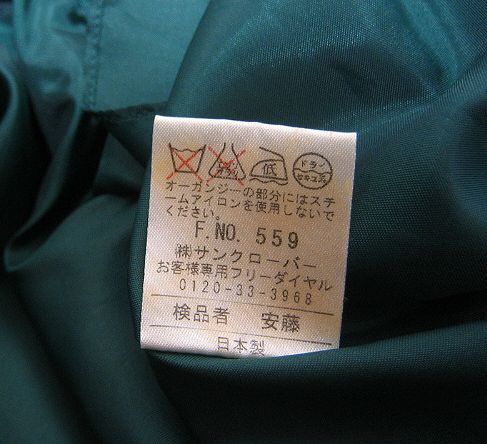 低 ドライ
セキユ系
オーガンジーの部分にはスチ
ームアイロンを使用しないで
ください。
F.NO. 559
㈱サンクローバー
お客様専用フリーダイヤル
0120-33-3968
検品者 安藤
日本製